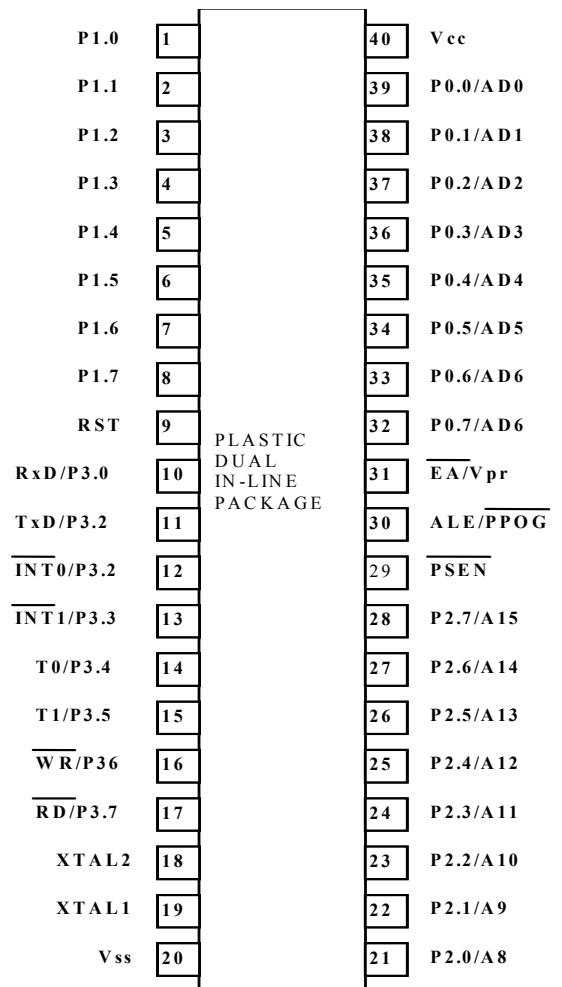 P1.0 1 40 Vcc
P1.1 2 39 P0.0/AD0
P1.2 3 38 P0.1/AD1
P1.3 4 37 P0.2/AD2
P1.4 5 36 P0.3/AD3
P1.5 6 35 P0.4/AD4
P1.6 7 34 P0.5/AD5
P1.7 8 33 P0.6/AD6
RST 9 32 P0.7/AD6
PLASTIC
DUAL
IN-LINE
PACKAGE
RxD/P3.0 10 31 EA/Vpr
TxD/P3.2 11 30 ALE/PPOG
INT0/P3.2 12 29 PSEN
INT1/P3.3 13 28 P2.7/A15
T0/P3.4 14 27 P2.6/A14
T1/P3.5 15 26 P2.5/A13
WR/P36 16 25 P2.4/A12
RD/P3.7 17 24 P2.3/A11
XTAL2 18 23 P2.2/A10
XTAL1 19 22 P2.1/A9
Vss 20 21 P2.0/A8